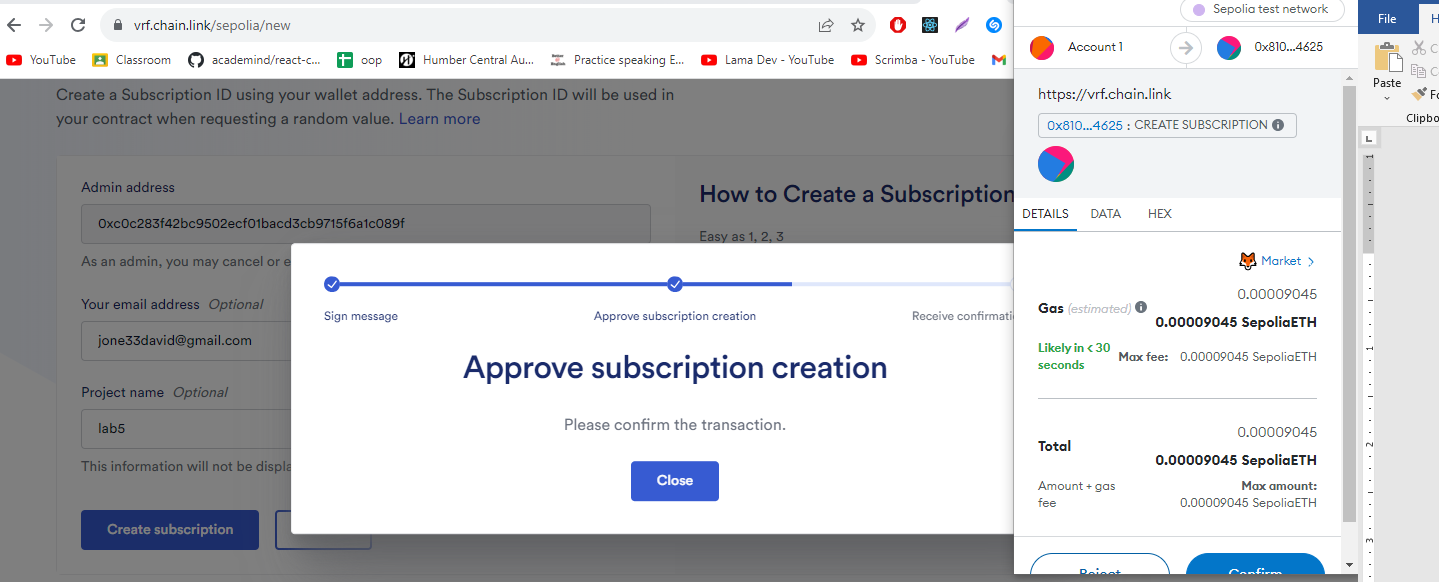 vrf.chain.link/sepolia/new
YouTube
Classroom
academind/react-c...
oop
Humber Central Au...
Practice speaking E...
Lama Dev - YouTube
Scrimba - YouTube
Create a Subscription ID using your wallet address. The Subscription ID will be used
in your contract when requesting a random value. Learn more
Admin address
0xc0c283f42bc9502ecf01bacd3cb9715f6a1c089f
As an admin, you may cancel or e
Your email address Optional
jone33david@gmail.com
Project name Optional
lab5
This information will not be displa
Create subscription
How to Create a Subscription
Easy as 1, 2, 3
Sign message
Approve subscription creation
Receive confirmati
Approve subscription creation
Please confirm the transaction.
Close
Sepolia test network
Account 1
0x810...4625
https://vrf.chain.link
0x810...4625 : CREATE SUBSCRIPTION
DETAILS
DATA
HEX
Market >
0.00009045
Gas (estimated)
0.00009045 SepoliaETH
Likely in < 30
seconds
Max fee: 0.00009045 SepoliaETH
0.00009045
Total
0.00009045 SepoliaETH
Amount + gas
fee
Max amount:
0.00009045 SepoliaETH
Reject
Confirm
File
H
C
Paste
C
Fo
Clipbo
L
1
1
2
3